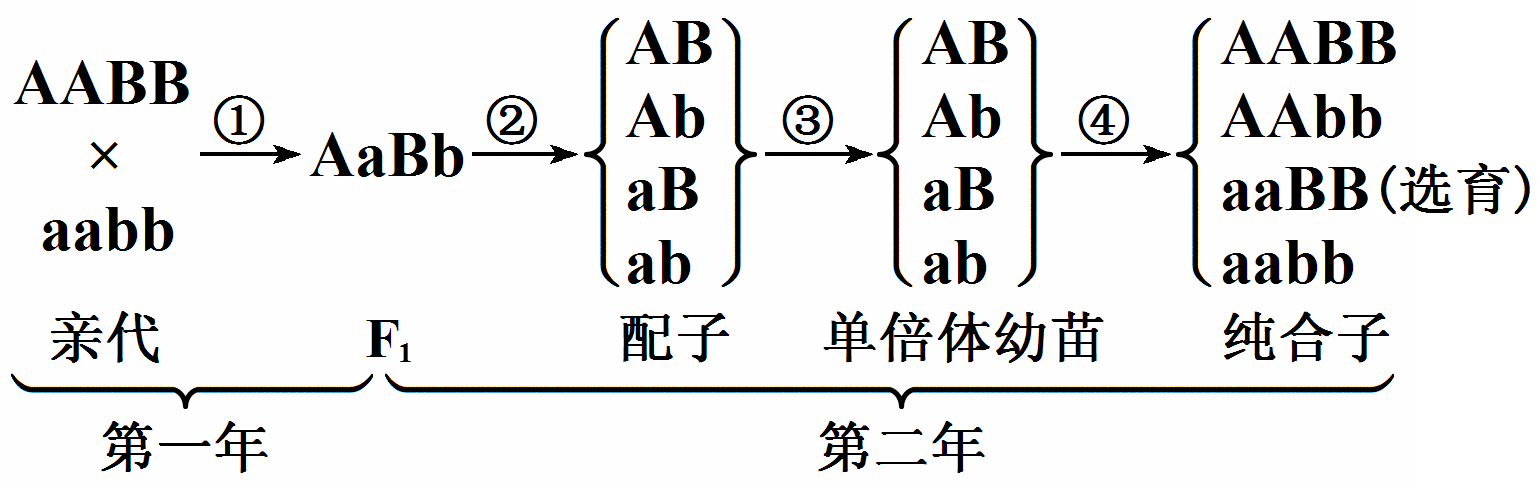 AABB
×
aabb
①
AaBb
②
AB
Ab
aB
ab
③
AB
Ab
aB
ab
④
AABB
AAbb
aaBB(选育)
aabb
亲代
F₁
配子
单倍体幼苗
纯合子
第一年
第二年